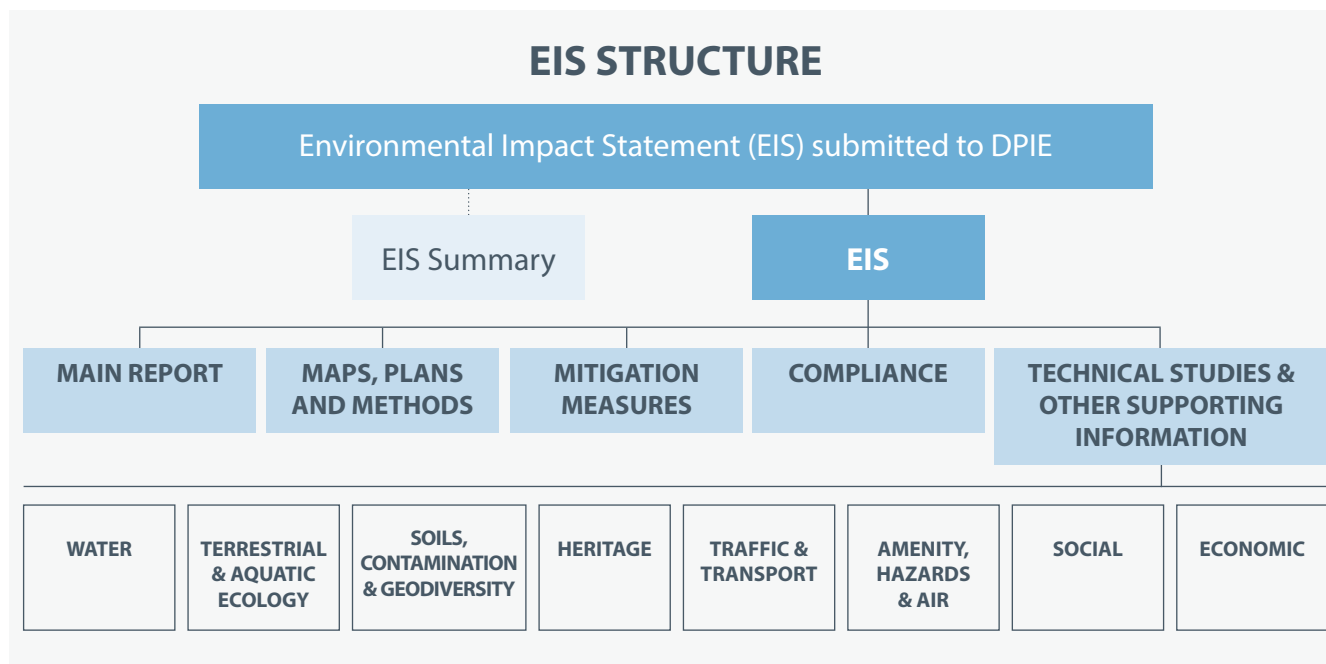 EIS STRUCTURE
Environmental Impact Statement (EIS) submitted to DPIE
EIS Summary
EIS
MAIN REPORT
MAPS, PLANS
AND METHODS
MITIGATION
MEASURES
COMPLIANCE
TECHNICAL STUDIES &
OTHER SUPPORTING
INFORMATION
WATER
TERRESTRIAL
& AQUATIC
ECOLOGY
SOILS,
CONTAMINATION
& GEODIVERSITY
HERITAGE
TRAFFIC &
TRANSPORT
AMENITY,
HAZARDS
& AIR
SOCIAL
ECONOMIC